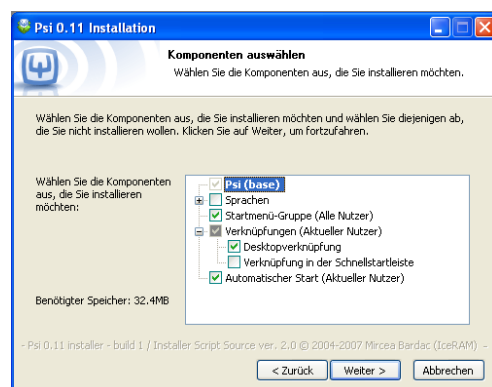 Psi 0.11 Installation
Komponenten auswählen
Wählen Sie die Komponenten aus, die Sie installieren möchten.
Wählen Sie die Komponenten aus, die Sie installieren möchten und wählen Sie diejenigen ab,
die Sie nicht installieren wollen. Klicken Sie auf Weiter, um fortzufahren.
Wählen Sie die Komponenten
aus, die Sie installieren
möchten:
Psi (base)
Sprachen
Startmenü-Gruppe (Alle Nutzer)
Verknüpfungen (Aktueller Nutzer)
Desktopverknüpfung
Verknüpfung in der Schnellstartleiste
Automatischer Start (Aktueller Nutzer)
Benötigter Speicher: 32.4MB
- Psi 0.11 installer - build 1 / Installer Script Source ver. 2.0 © 2004-2007 Mircea Bardac (IceRAM) -
< Zurück
Weiter >
Abbrechen